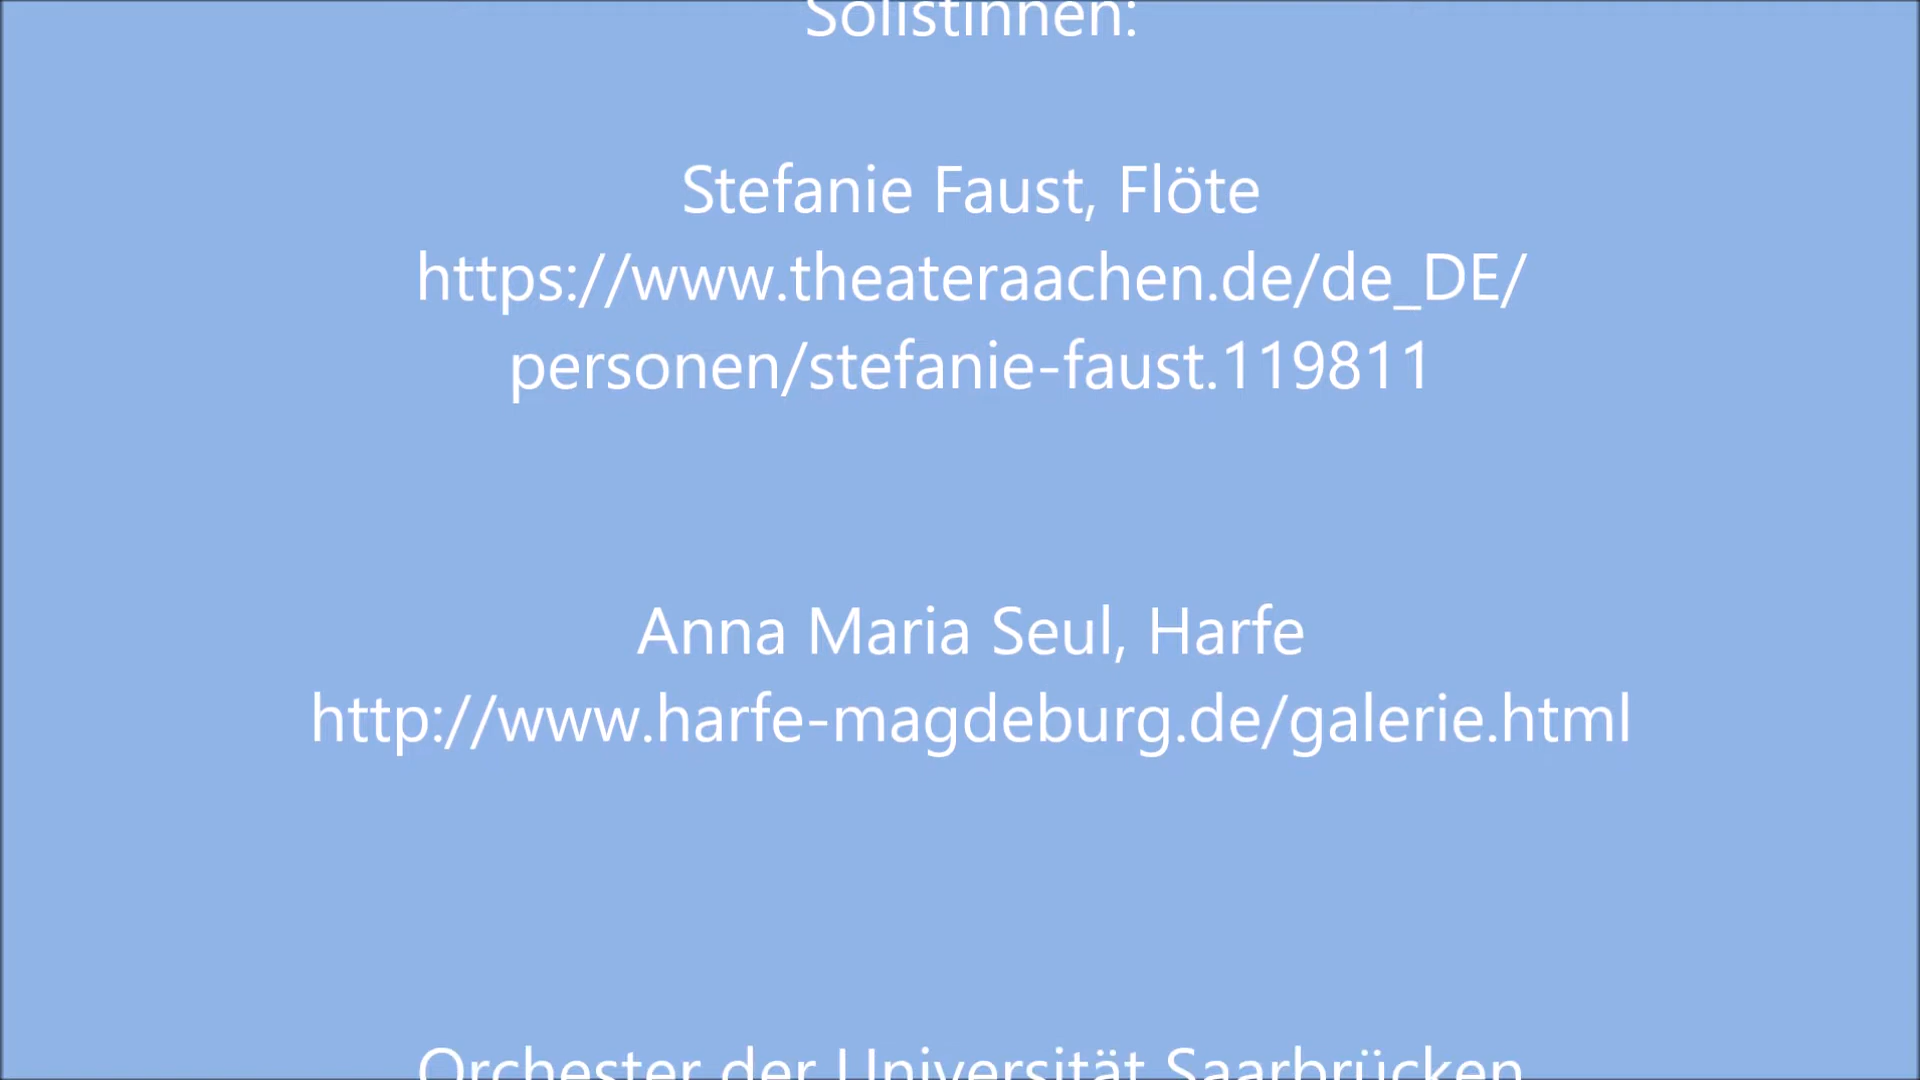 Solistinnen:
Stefanie Faust, Flöte
https://www.theateraachen.de/de_DE/
personen/stefanie-faust.119811
Anna Maria Seul, Harfe
http://www.harfe-magdeburg.de/galerie.html
Orchester der Universität Saarbrücken